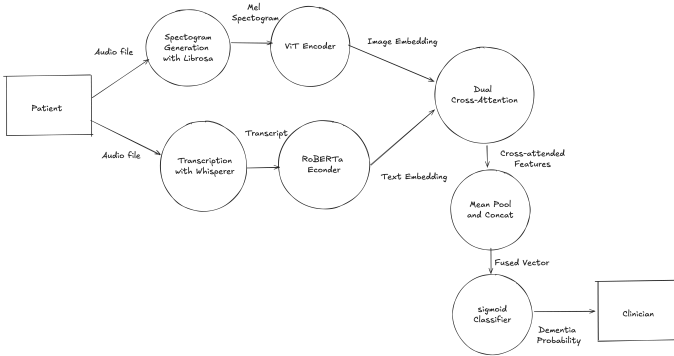 Mel
Spectogram
Spectogram
Generation
with Librosa
ViT Encoder
Image Embedding
Audio file
Dual
Cross-Attention
Patient
Transcript
Audio file
Transcription
with Whisperer
RoBERTa
Econder
Text Embedding
Cross-attended
Features
Mean Pool
and Concat
Fused Vector
sigmoid
Classifier
Clinician
Dementia
Probability